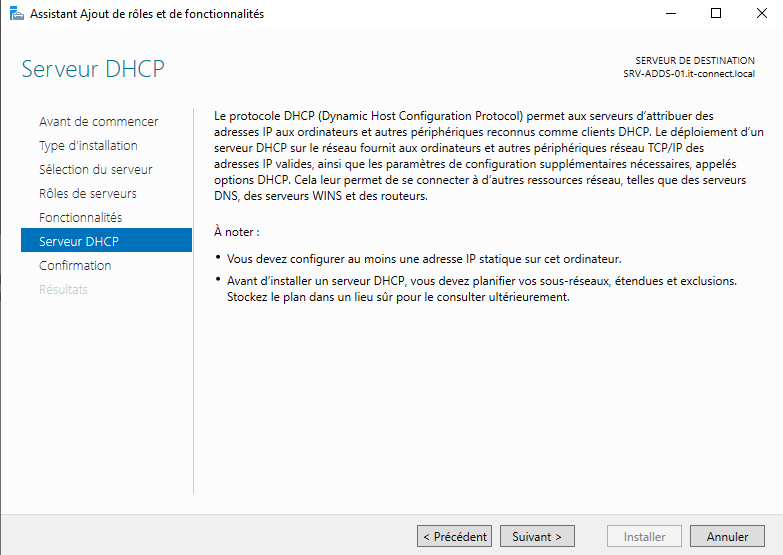 Assistant Ajout de rôles et de fonctionnalités
Serveur DHCP
SERVEUR DE DESTINATION
SRV-ADDS-01.it-connect.local
Avant de commencer
Type d'installation
Sélection du serveur
Rôles de serveurs
Fonctionnalités
Serveur DHCP
Confirmation
Résultats
Le protocole DHCP (Dynamic Host Configuration Protocol) permet aux serveurs d'attribuer des
adresses IP aux ordinateurs et autres périphériques reconnus comme clients DHCP. Le déploiement d'un
serveur DHCP sur le réseau fournit aux ordinateurs et autres périphériques réseau TCP/IP des
adresses IP valides, ainsi que les paramètres de configuration supplémentaires nécessaires, appelés
options DHCP. Cela leur permet de se connecter à d'autres ressources réseau, telles que des serveurs
DNS, des serveurs WINS et des routeurs.
À noter :
• Vous devez configurer au moins une adresse IP statique sur cet ordinateur.
• Avant d'installer un serveur DHCP, vous devez planifier vos sous-réseaux, étendues et exclusions.
Stockez le plan dans un lieu sûr pour le consulter ultérieurement.
< Précédent
Suivant >
Installer
Annuler